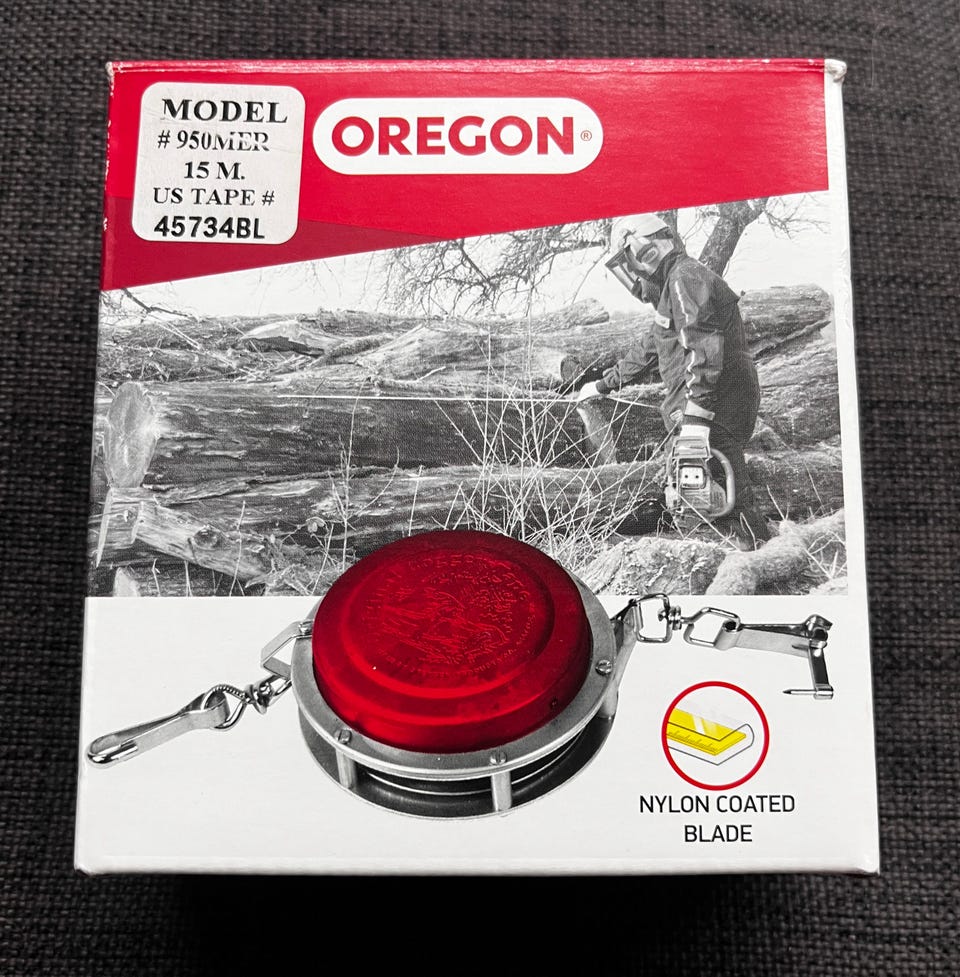 MODEL
# 950MER
15 M.
US TAPE #
45734BL
OREGON®
NYLON COATED
BLADE